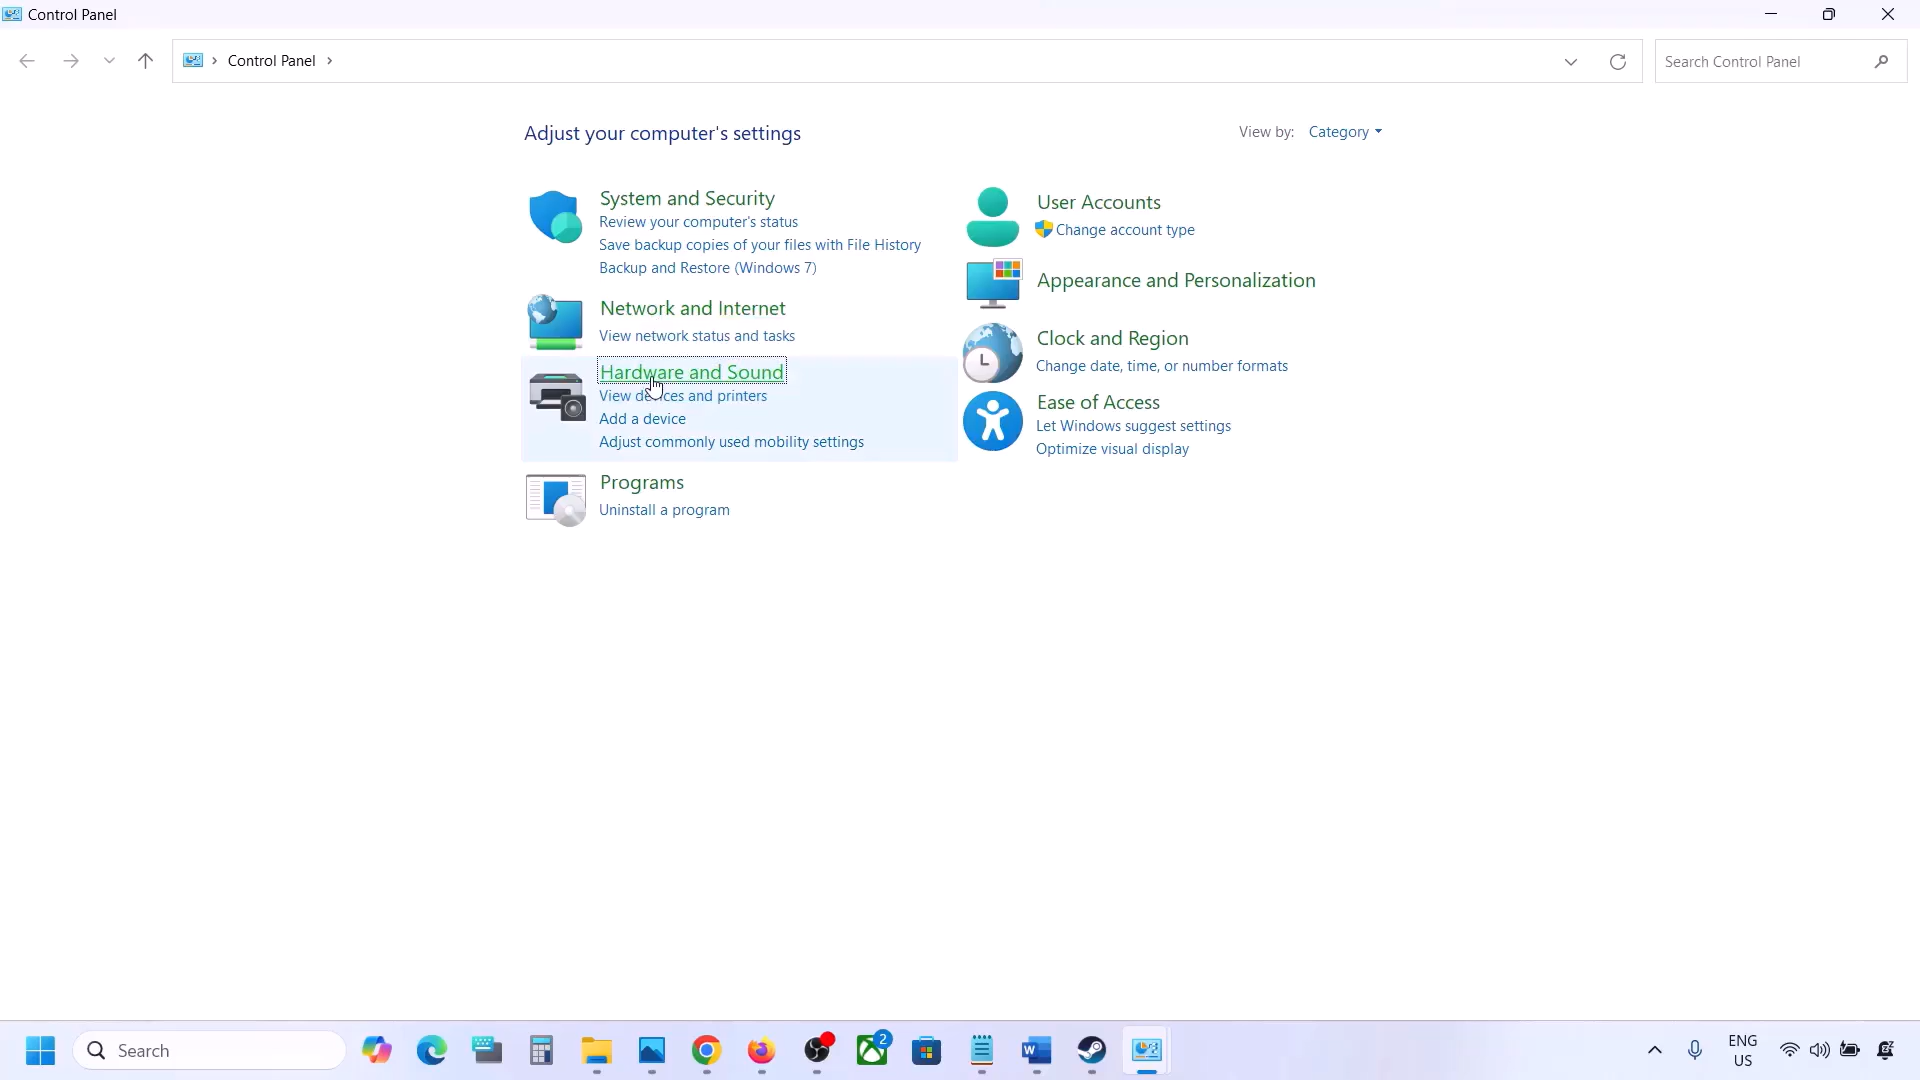 Control Panel
Control Panel
Search Control Panel
Adjust your computer's settings
View by: Category
System and Security
Review your computer's status
Save backup copies of your files with File History
Backup and Restore (Windows 7)
Network and Internet
View network status and tasks
Hardware and Sound
View devices and printers
Add a device
Adjust commonly used mobility settings
Programs
Uninstall a program
User Accounts
Change account type
Appearance and Personalization
Clock and Region
Change date, time, or number formats
Ease of Access
Let Windows suggest settings
Optimize visual display
Search
2
ENG
US